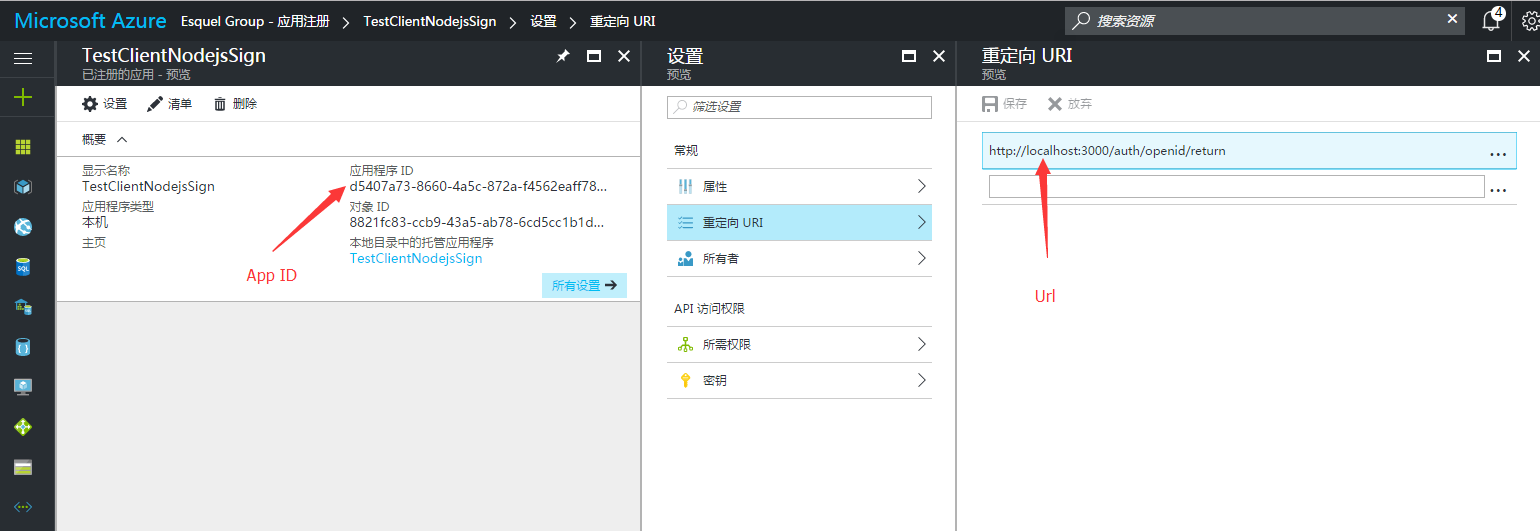 Microsoft Azure Esquel Group - 应用注册 > TestClientNodejsSign > 设置 > 重定向 URI
搜索资源
4
TestClientNodejsSign
已注册的应用 - 预览
设置 清单 删除
概要
显示名称
TestClientNodejsSign
应用程序类型
本机
主页
应用程序 ID
d5407a73-8660-4a5c-872a-f4562eaff78...
对象 ID
8821fc83-ccb9-43a5-ab78-6cd5cc1b1d...
本地目录中的托管应用程序
TestClientNodejsSign
App ID
所有设置
SQL
设置
预览
筛选设置
常规
属性
重定向 URI
所有者
API 访问权限
所需权限
密钥
重定向 URI
预览
保存 放弃
http://localhost:3000/auth/openid/return ...
...
Url